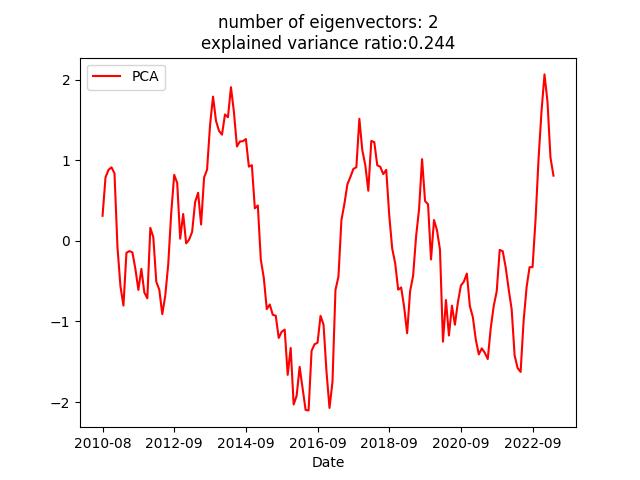 number of eigenvectors: 2
explained variance ratio:0.244
PCA
2
1
0
−1
−2
2010-08 2012-09 2014-09 2016-09 2018-09 2020-09 2022-09
Date